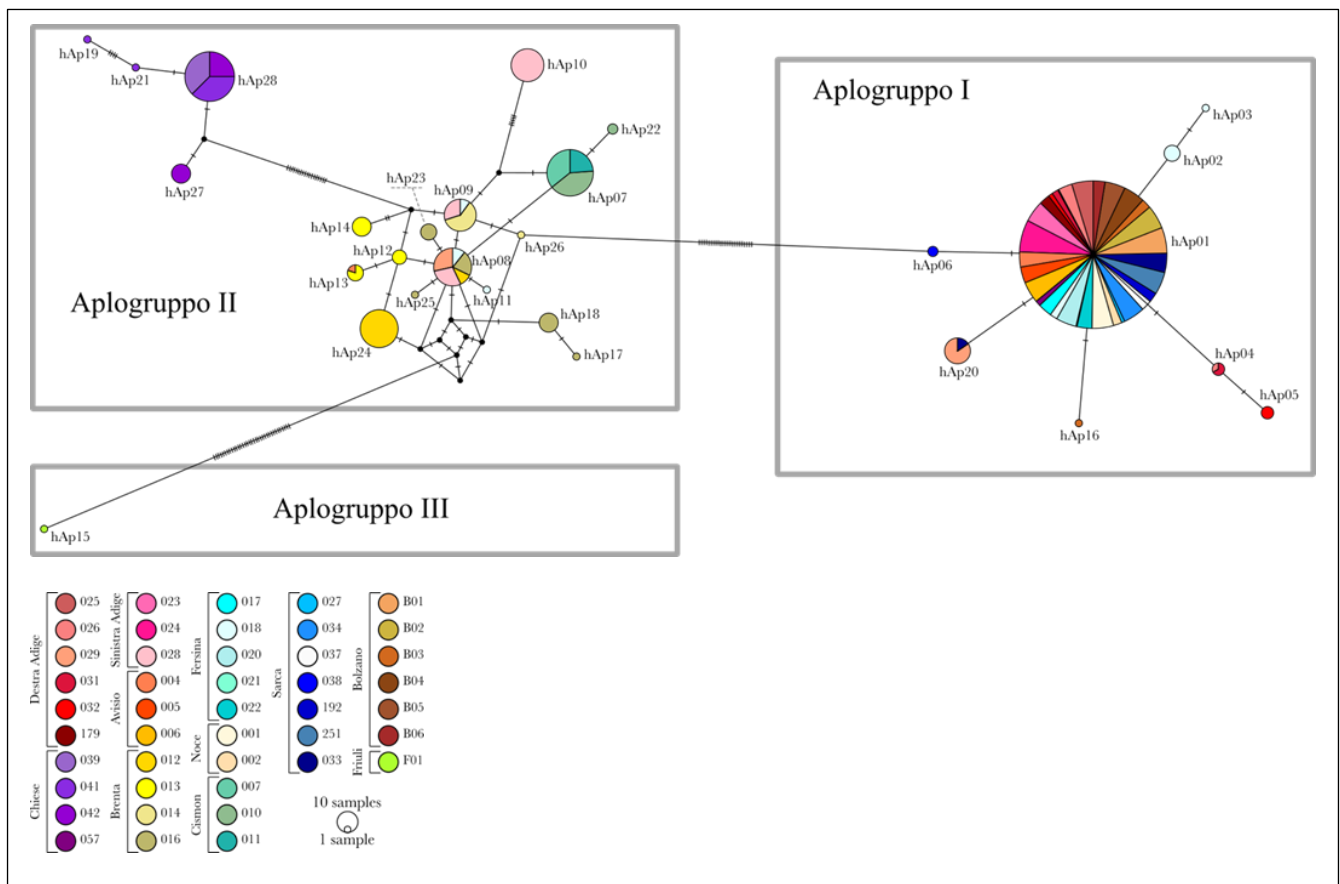 hAp19
hAp21
hAp28
hAp27
hAp10
hAp22
hAp07
hAp23
hAp09
hAp14
hAp12
hAp26
hAp13
hAp08
hAp25
hAp11
hAp24
hAp18
hAp17
Aplogruppo II
Aplogruppo I
hAp03
hAp02
hAp01
hAp06
hAp04
hAp05
hAp20
hAp16
Aplogruppo III
hAp15
Destra Adige
025
026
029
031
032
179
Chiese
039
041
042
057
Sinistra Adige
023
024
028
Avisio
004
005
006
Brenta
012
013
014
016
Fersina
017
018
020
021
022
Noce
001
002
Cismon
007
010
011
Sarca
027
034
037
038
192
251
033
Bolzano
B01
B02
B03
B04
B05
B06
Friuli
F01
10 samples
1 sample